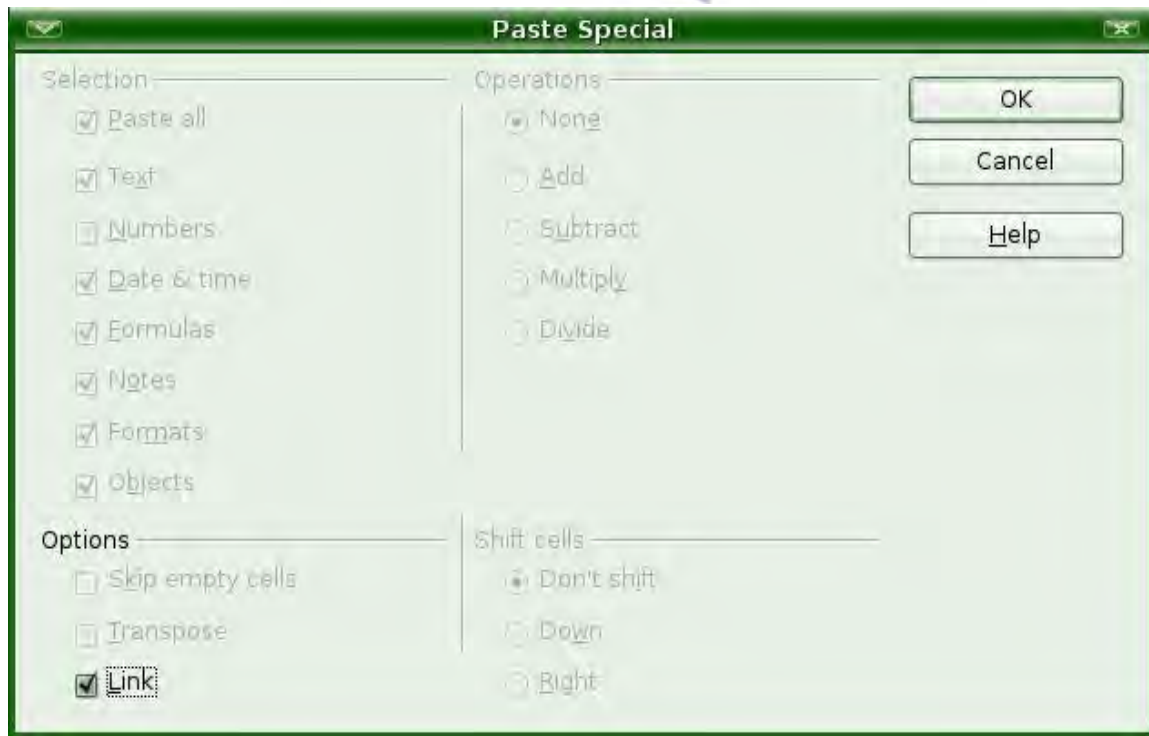 Paste Special
Selection
Paste all
Text
Numbers
Date & time
Formulas
Notes
Formats
Objects
Operations
None
Add
Subtract
Multiply
Divide
OK
Cancel
Help
Options
Skip empty cells
Transpose
Link
Shift cells
Don't shift
Down
Right